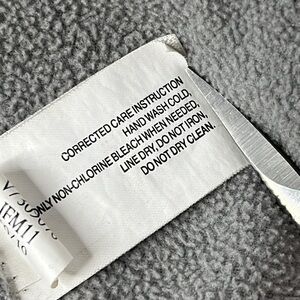 CORRECTED CARE INSTRUCTION
HAND WASH COLD,
ONLY NON-CHLORINE BLEACH WHEN NEEDED,
LINE DRY, DO NOT IRON,
DO NOT DRY CLEAN.